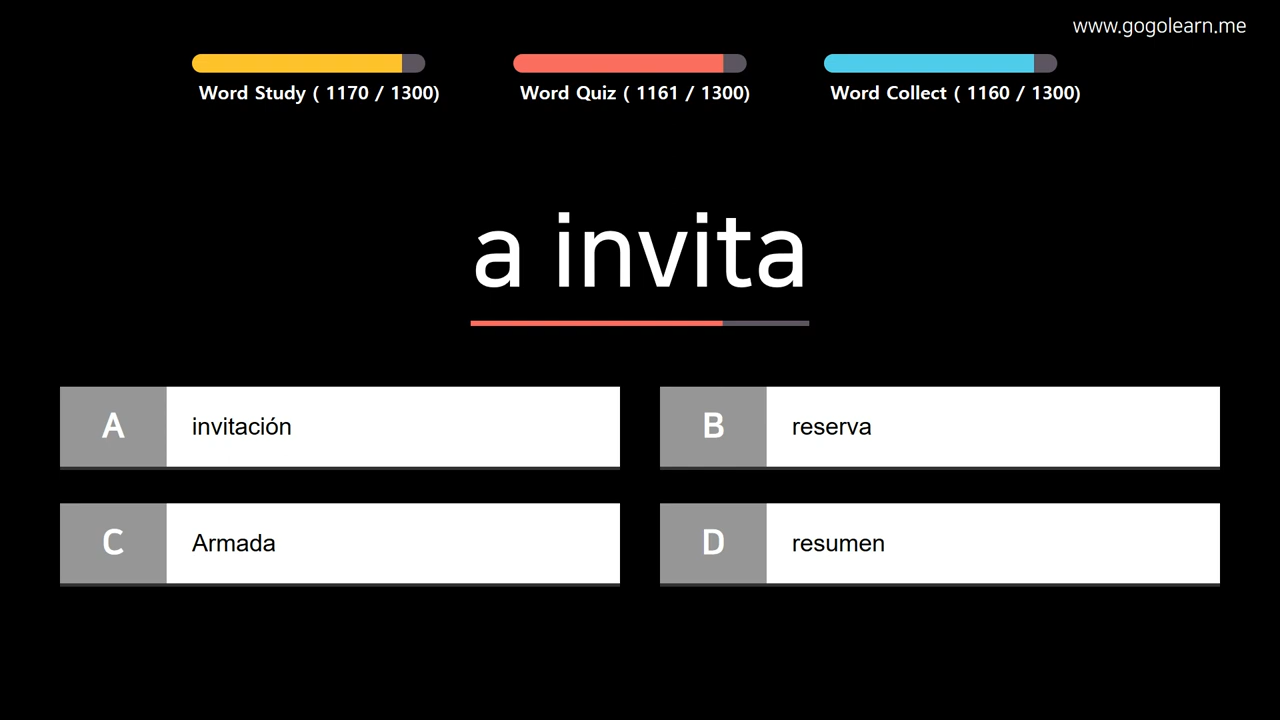 www.gogolearn.me
Word Study ( 1170 / 1300)
Word Quiz ( 1161 / 1300)
Word Collect ( 1160 / 1300)
a invita
A invitación
B reserva
C Armada
D resumen